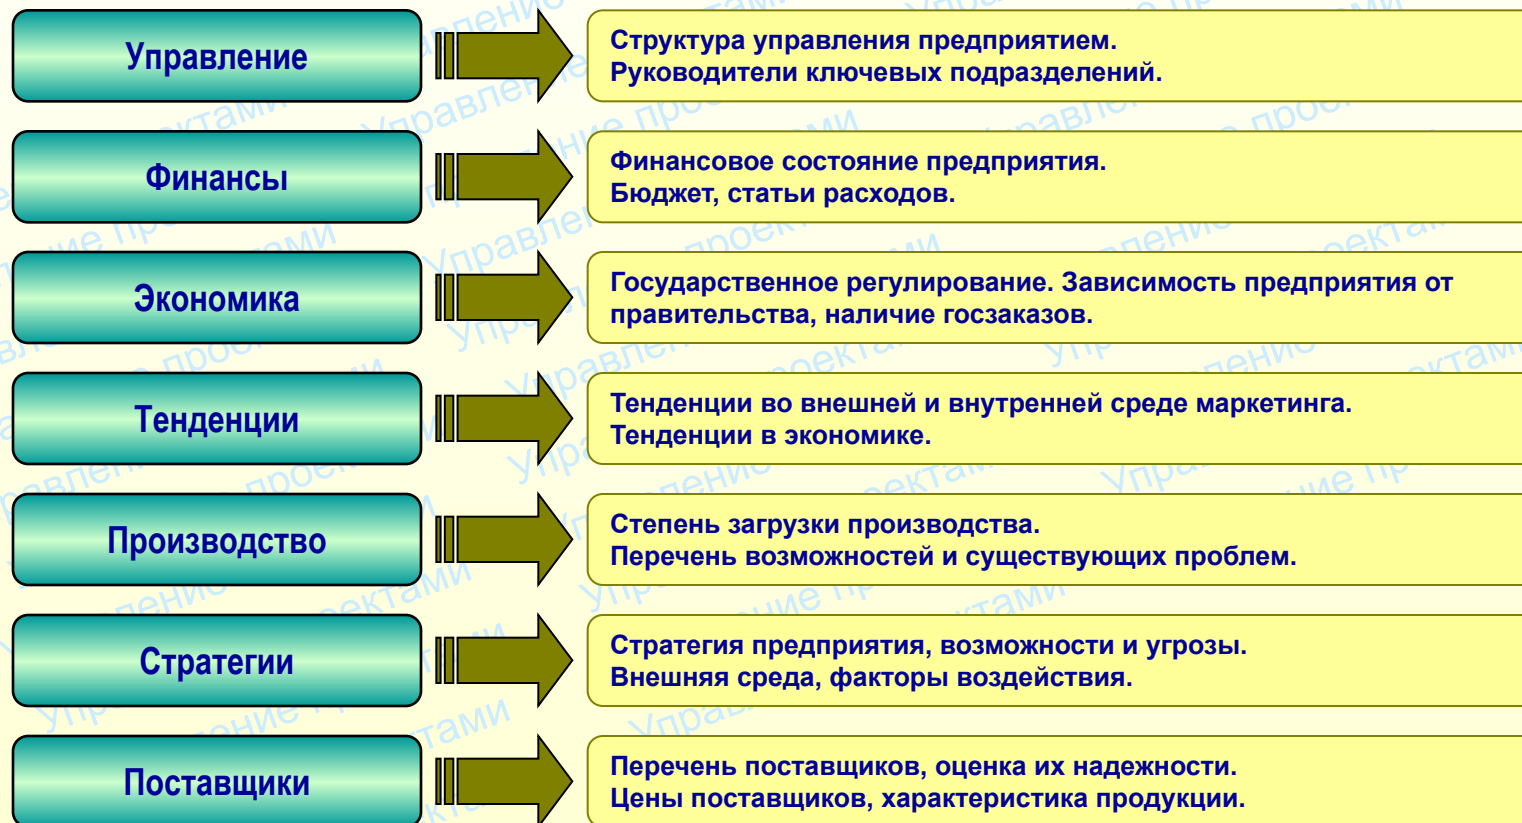 Управление
Структура управления предприятием.
Руководители ключевых подразделений.
Финансы
Финансовое состояние предприятия.
Бюджет, статьи расходов.
Экономика
Государственное регулирование. Зависимость предприятия от
правительства, наличие госзаказов.
Тенденции
Тенденции во внешней и внутренней среде маркетинга.
Тенденции в экономике.
Производство
Степень загрузки производства.
Перечень возможностей и существующих проблем.
Стратегии
Стратегия предприятия, возможности и угрозы.
Внешняя среда, факторы воздействия.
Поставщики
Перечень поставщиков, оценка их надежности.
Цены поставщиков, характеристика продукции.